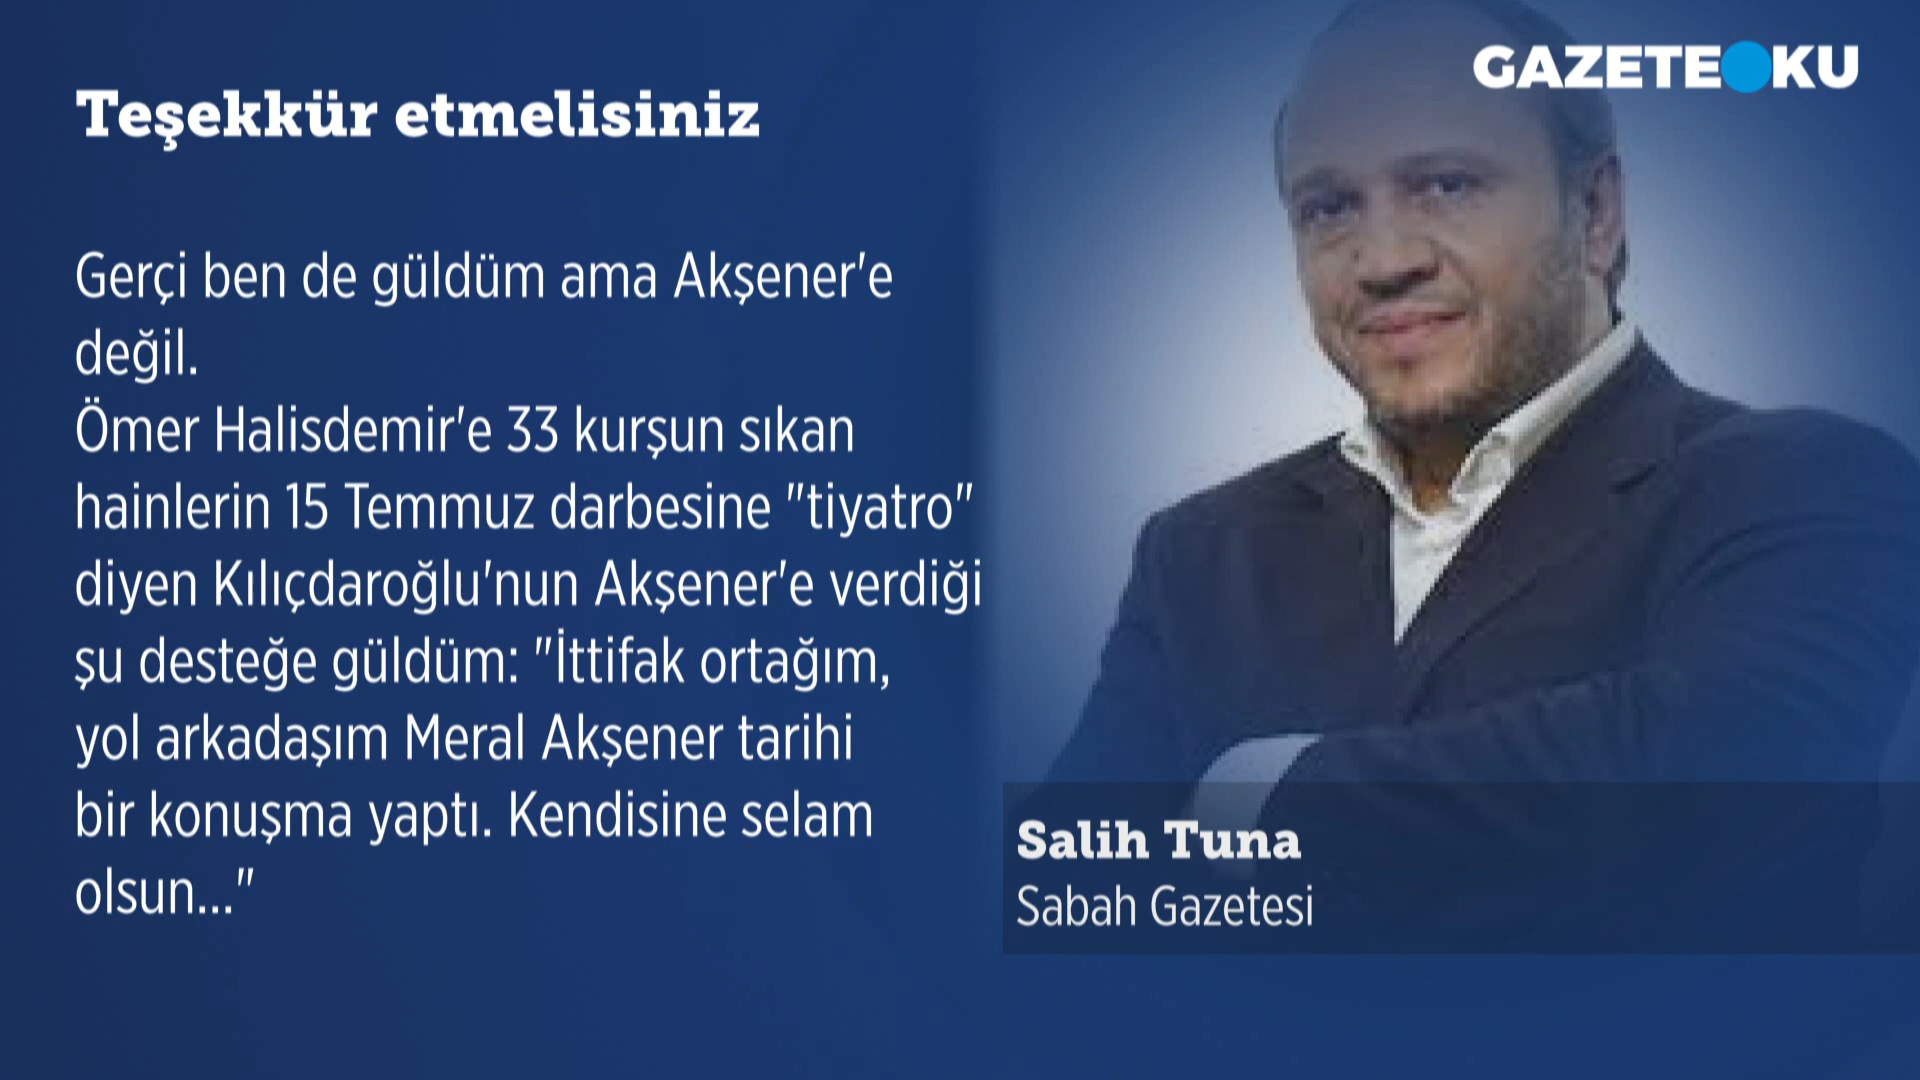 GAZETE OKU
Teşekkür etmelisiniz
Gerçi ben de güldüm ama Akşener'e
değil.
Ömer Halisdemir'e 33 kurşun sıkan
hainlerin 15 Temmuz darbesine "tiyatro"
diyen Kılıçdaroğlu'nun Akşener'e verdiği
şu desteğe güldüm: "İttifak ortağım,
yol arkadaşım Meral Akşener tarihi
bir konuşma yaptı. Kendisine selam
olsun..."
Salih Tuna
Sabah Gazetesi